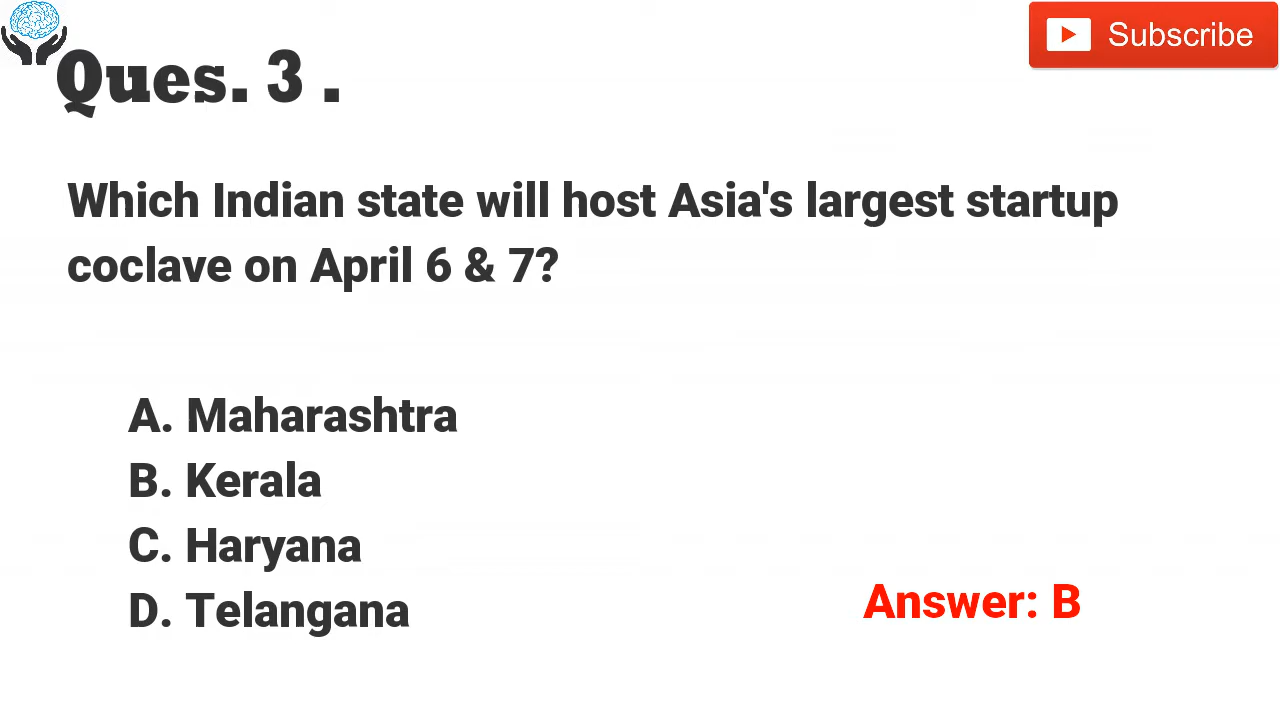 Subscribe
Ques. 3 .
Which Indian state will host Asia's largest startup
coclave on April 6 & 7?
A. Maharashtra
B. Kerala
C. Haryana
D. Telangana
Answer: B